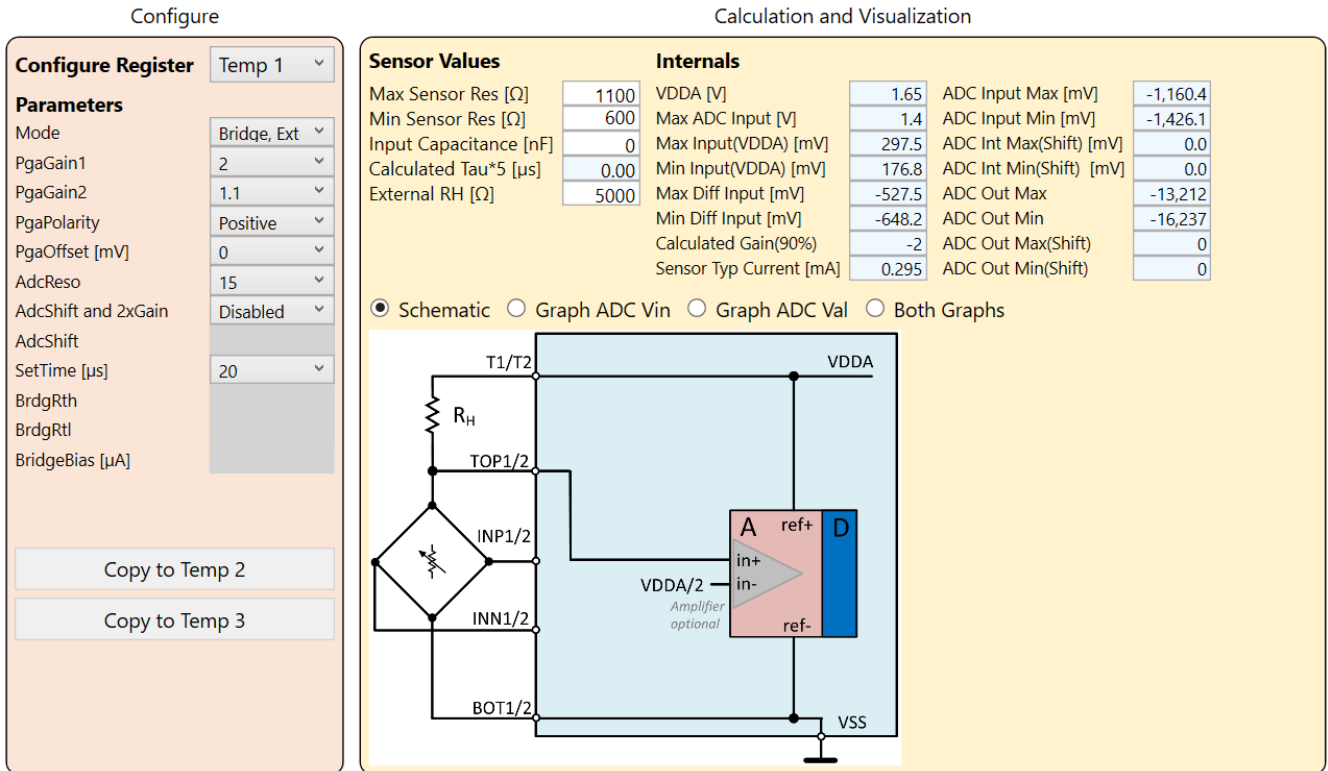 Configure
Calculation and Visualization
Configure Register Temp 1
Parameters
Mode Bridge, Ext
PgaGain1 2
PgaGain2 1.1
PgaPolarity Positive
PgaOffset [mV] 0
AdcReso 15
AdcShift and 2xGain Disabled
AdcShift
SetTime [µs] 20
BrdgRth
BrdgRtl
BridgeBias [µA]
Copy to Temp 2
Copy to Temp 3
Sensor Values
Max Sensor Res [Ω] 1100
Min Sensor Res [Ω] 600
Input Capacitance [nF] 0
Calculated Tau*5 [µs] 0.00
External RH [Ω] 5000
Internals
VDDA [V] 1.65
Max ADC Input [V] 1.4
Max Input(VDDA) [mV] 297.5
Min Input(VDDA) [mV] 176.8
Max Diff Input [mV] -527.5
Min Diff Input [mV] -648.2
Calculated Gain(90%) -2
Sensor Typ Current [mA] 0.295
ADC Input Max [mV] -1,160.4
ADC Input Min [mV] -1,426.1
ADC Int Max(Shift) [mV] 0.0
ADC Int Min(Shift) [mV] 0.0
ADC Out Max -13,212
ADC Out Min -16,237
ADC Out Max(Shift) 0
ADC Out Min(Shift) 0
Schematic Graph ADC Vin Graph ADC Val Both Graphs
T1/T2
VDDA
RH
TOP1/2
INP1/2
A ref+ D
in+
VDDA/2 in-
Amplifier
optional
INN1/2
ref-
BOT1/2
VSS